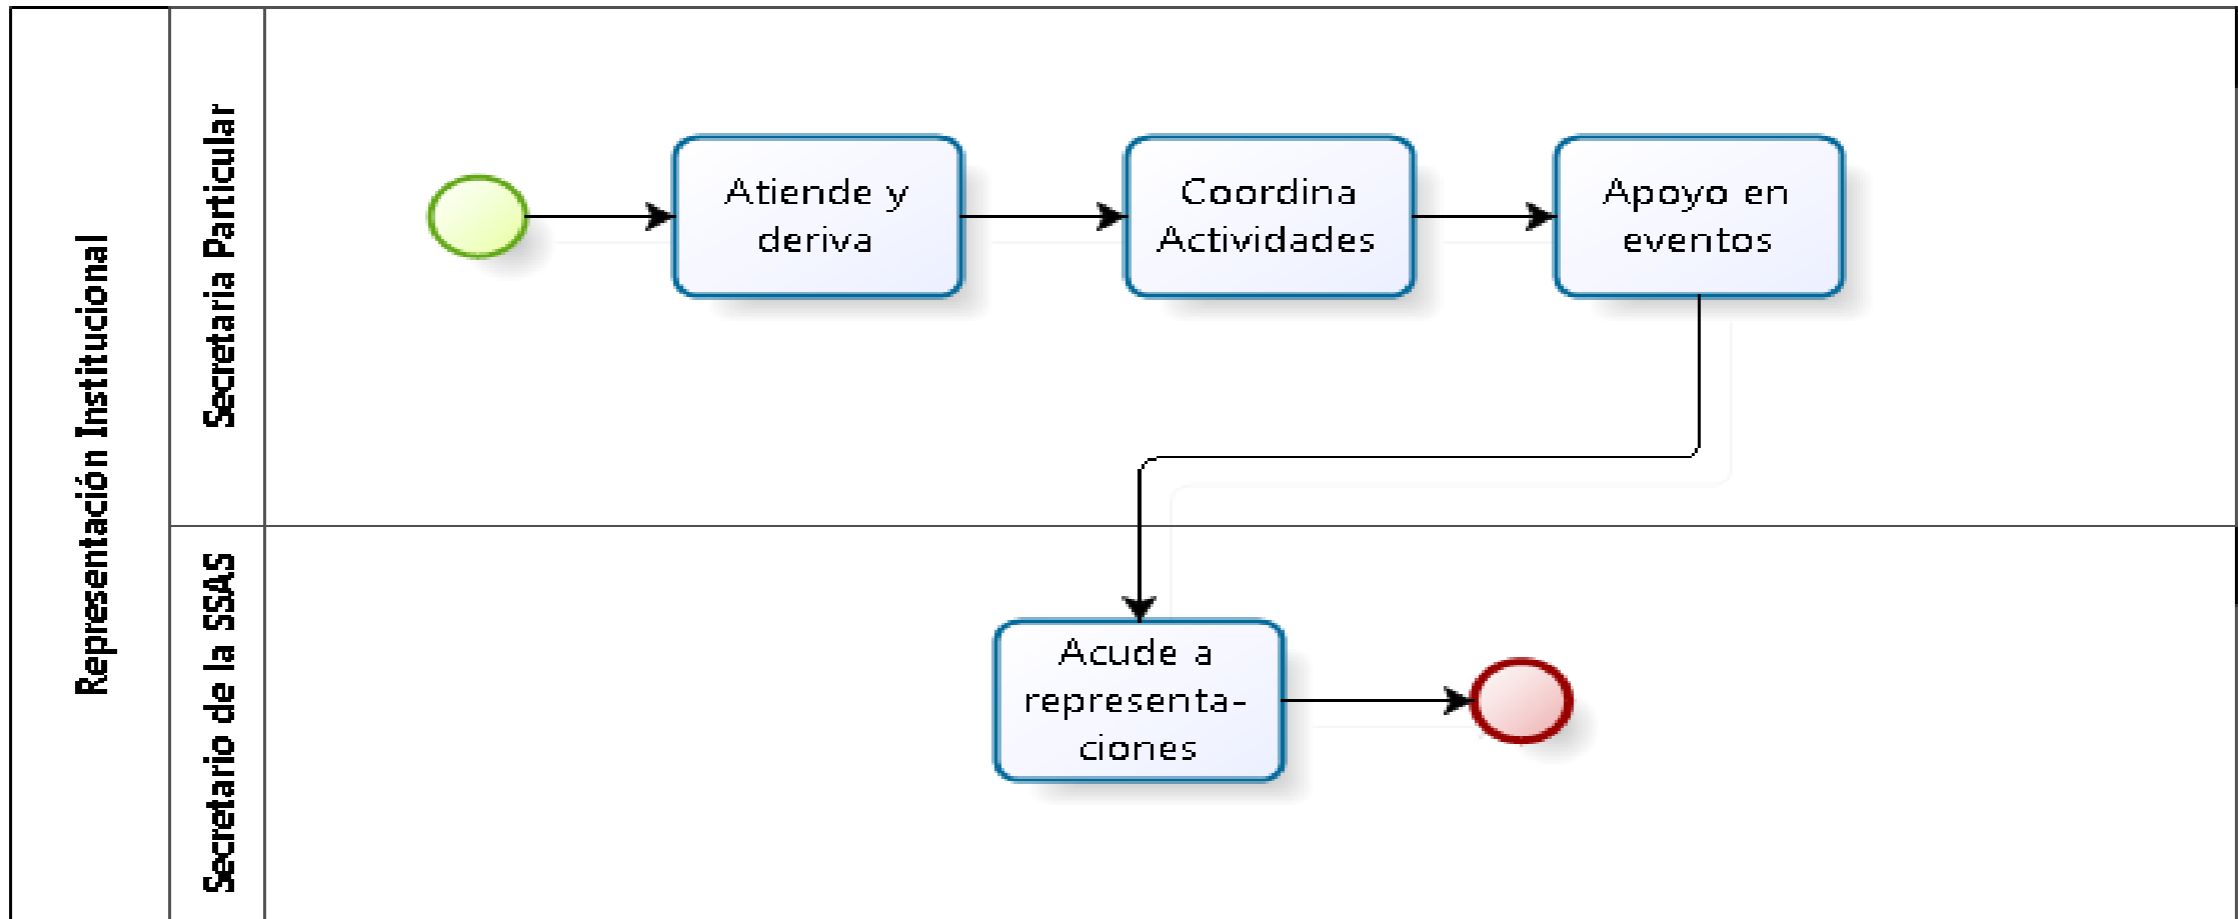 Representación Institucional
Secretaria Particular
Atiende y
deriva
Coordina
Actividades
Apoyo en
eventos
Secretario de la SSAS
Acude a
representa-
ciones